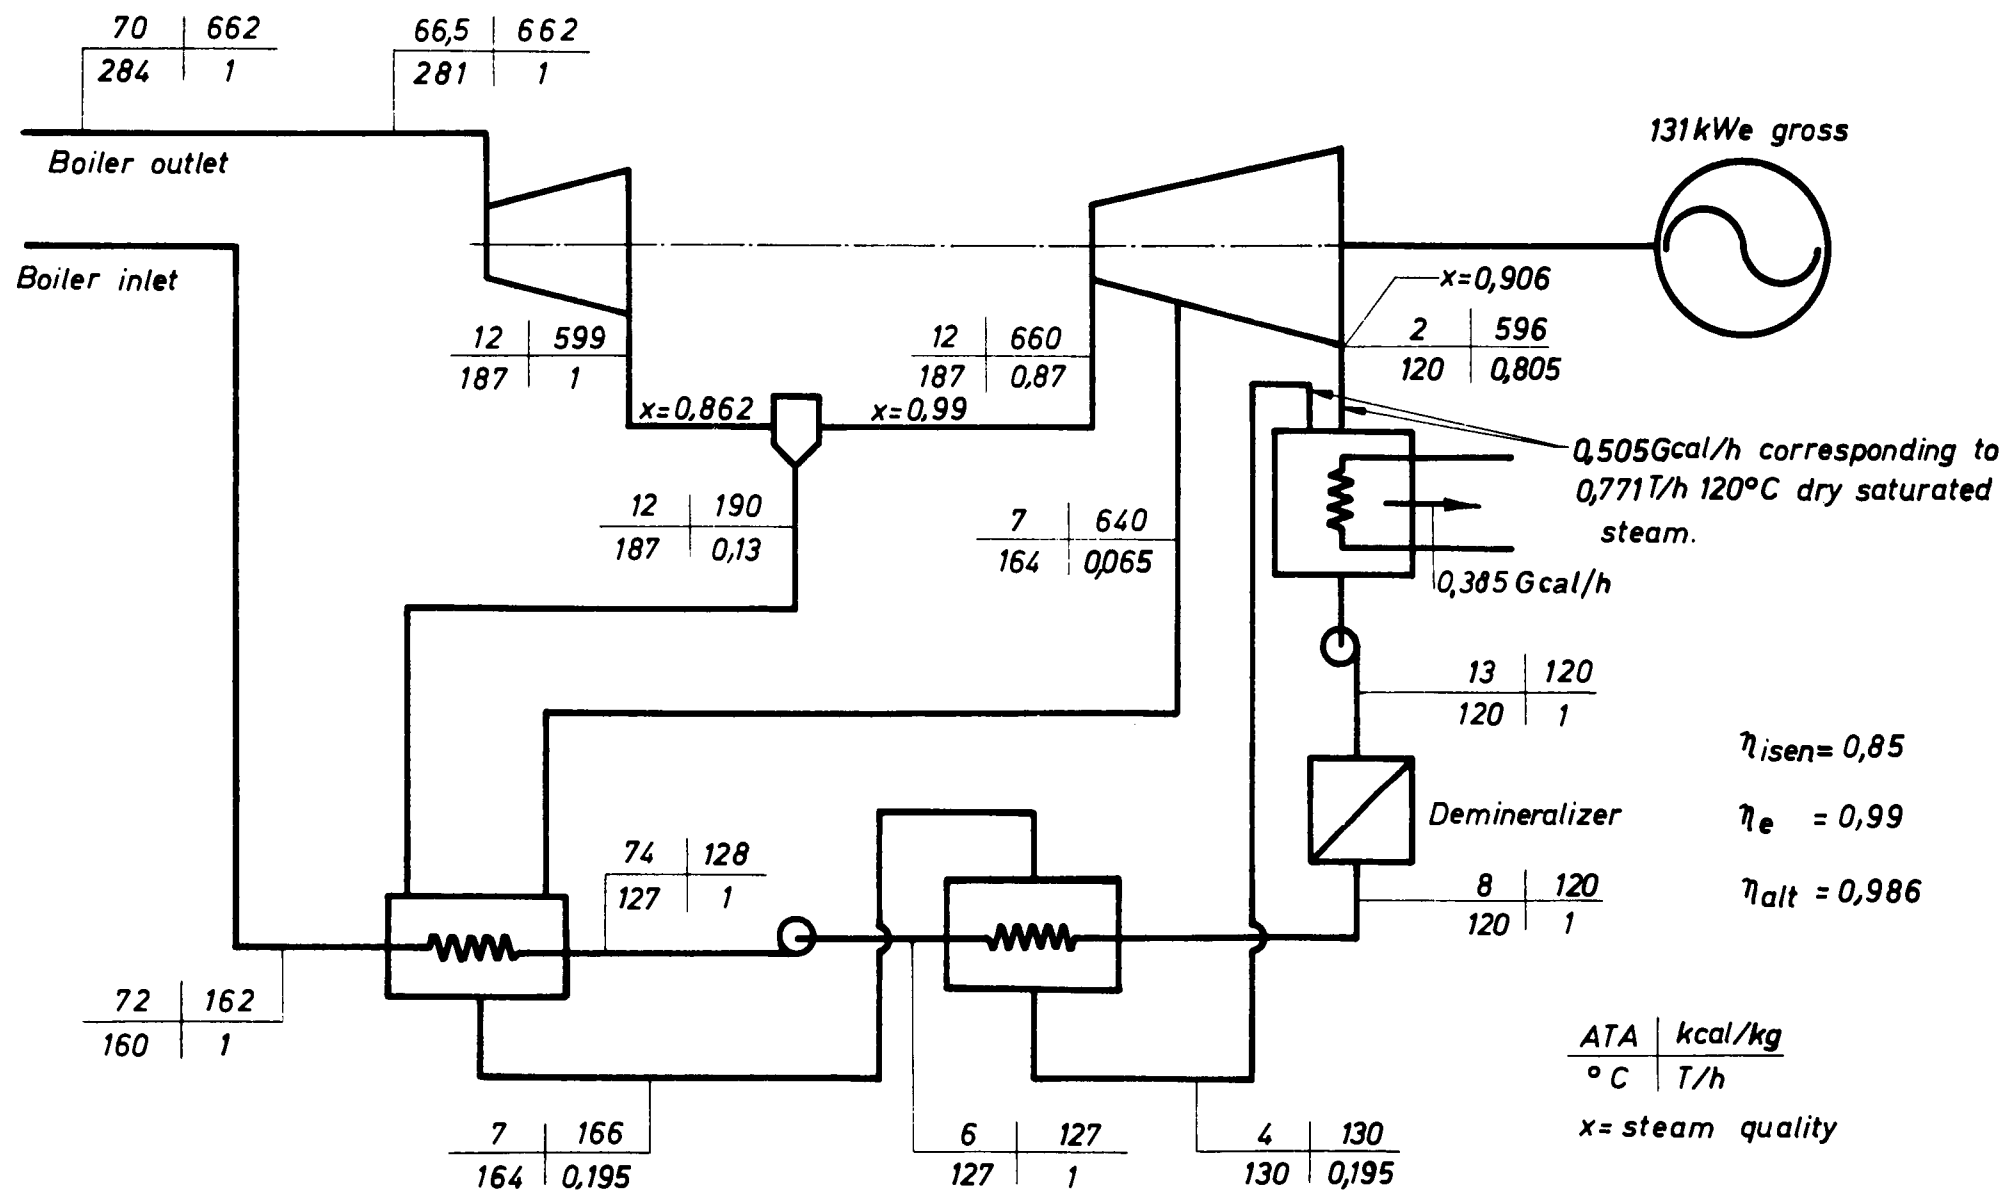 70 662
284 1
66,5 662
281 1
131 kWe gross
Boiler outlet
Boiler inlet
x=0,906
12 599
187 1
12 660
187 0,87
2 596
120 0,805
x=0,862
x=0,99
0,505Gcal/h corresponding to
0,771T/h 120°C dry saturated
steam.
12 190
187 0,13
7 640
164 0,065
0,385 Gcal/h
13 120
120 1
ηisen= 0,85
Demineralizer
ηe = 0,99
74 128
127 1
8 120
120 1
ηalt = 0,986
72 162
160 1
ATA kcal/kg
°C T/h
x= steam quality
7 166
164 0,195
6 127
127 1
4 130
130 0,195